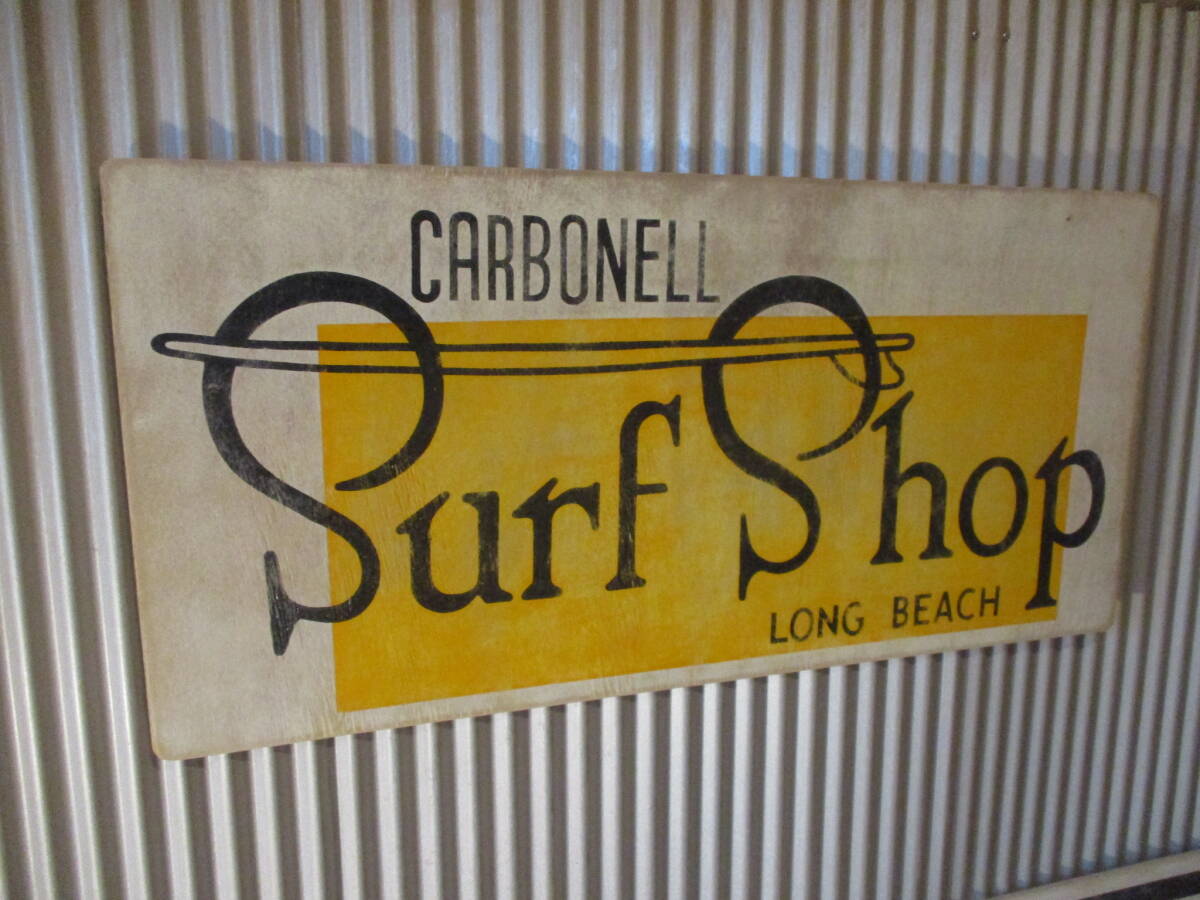 CARBONELL
Surf Shop
LONG BEACH